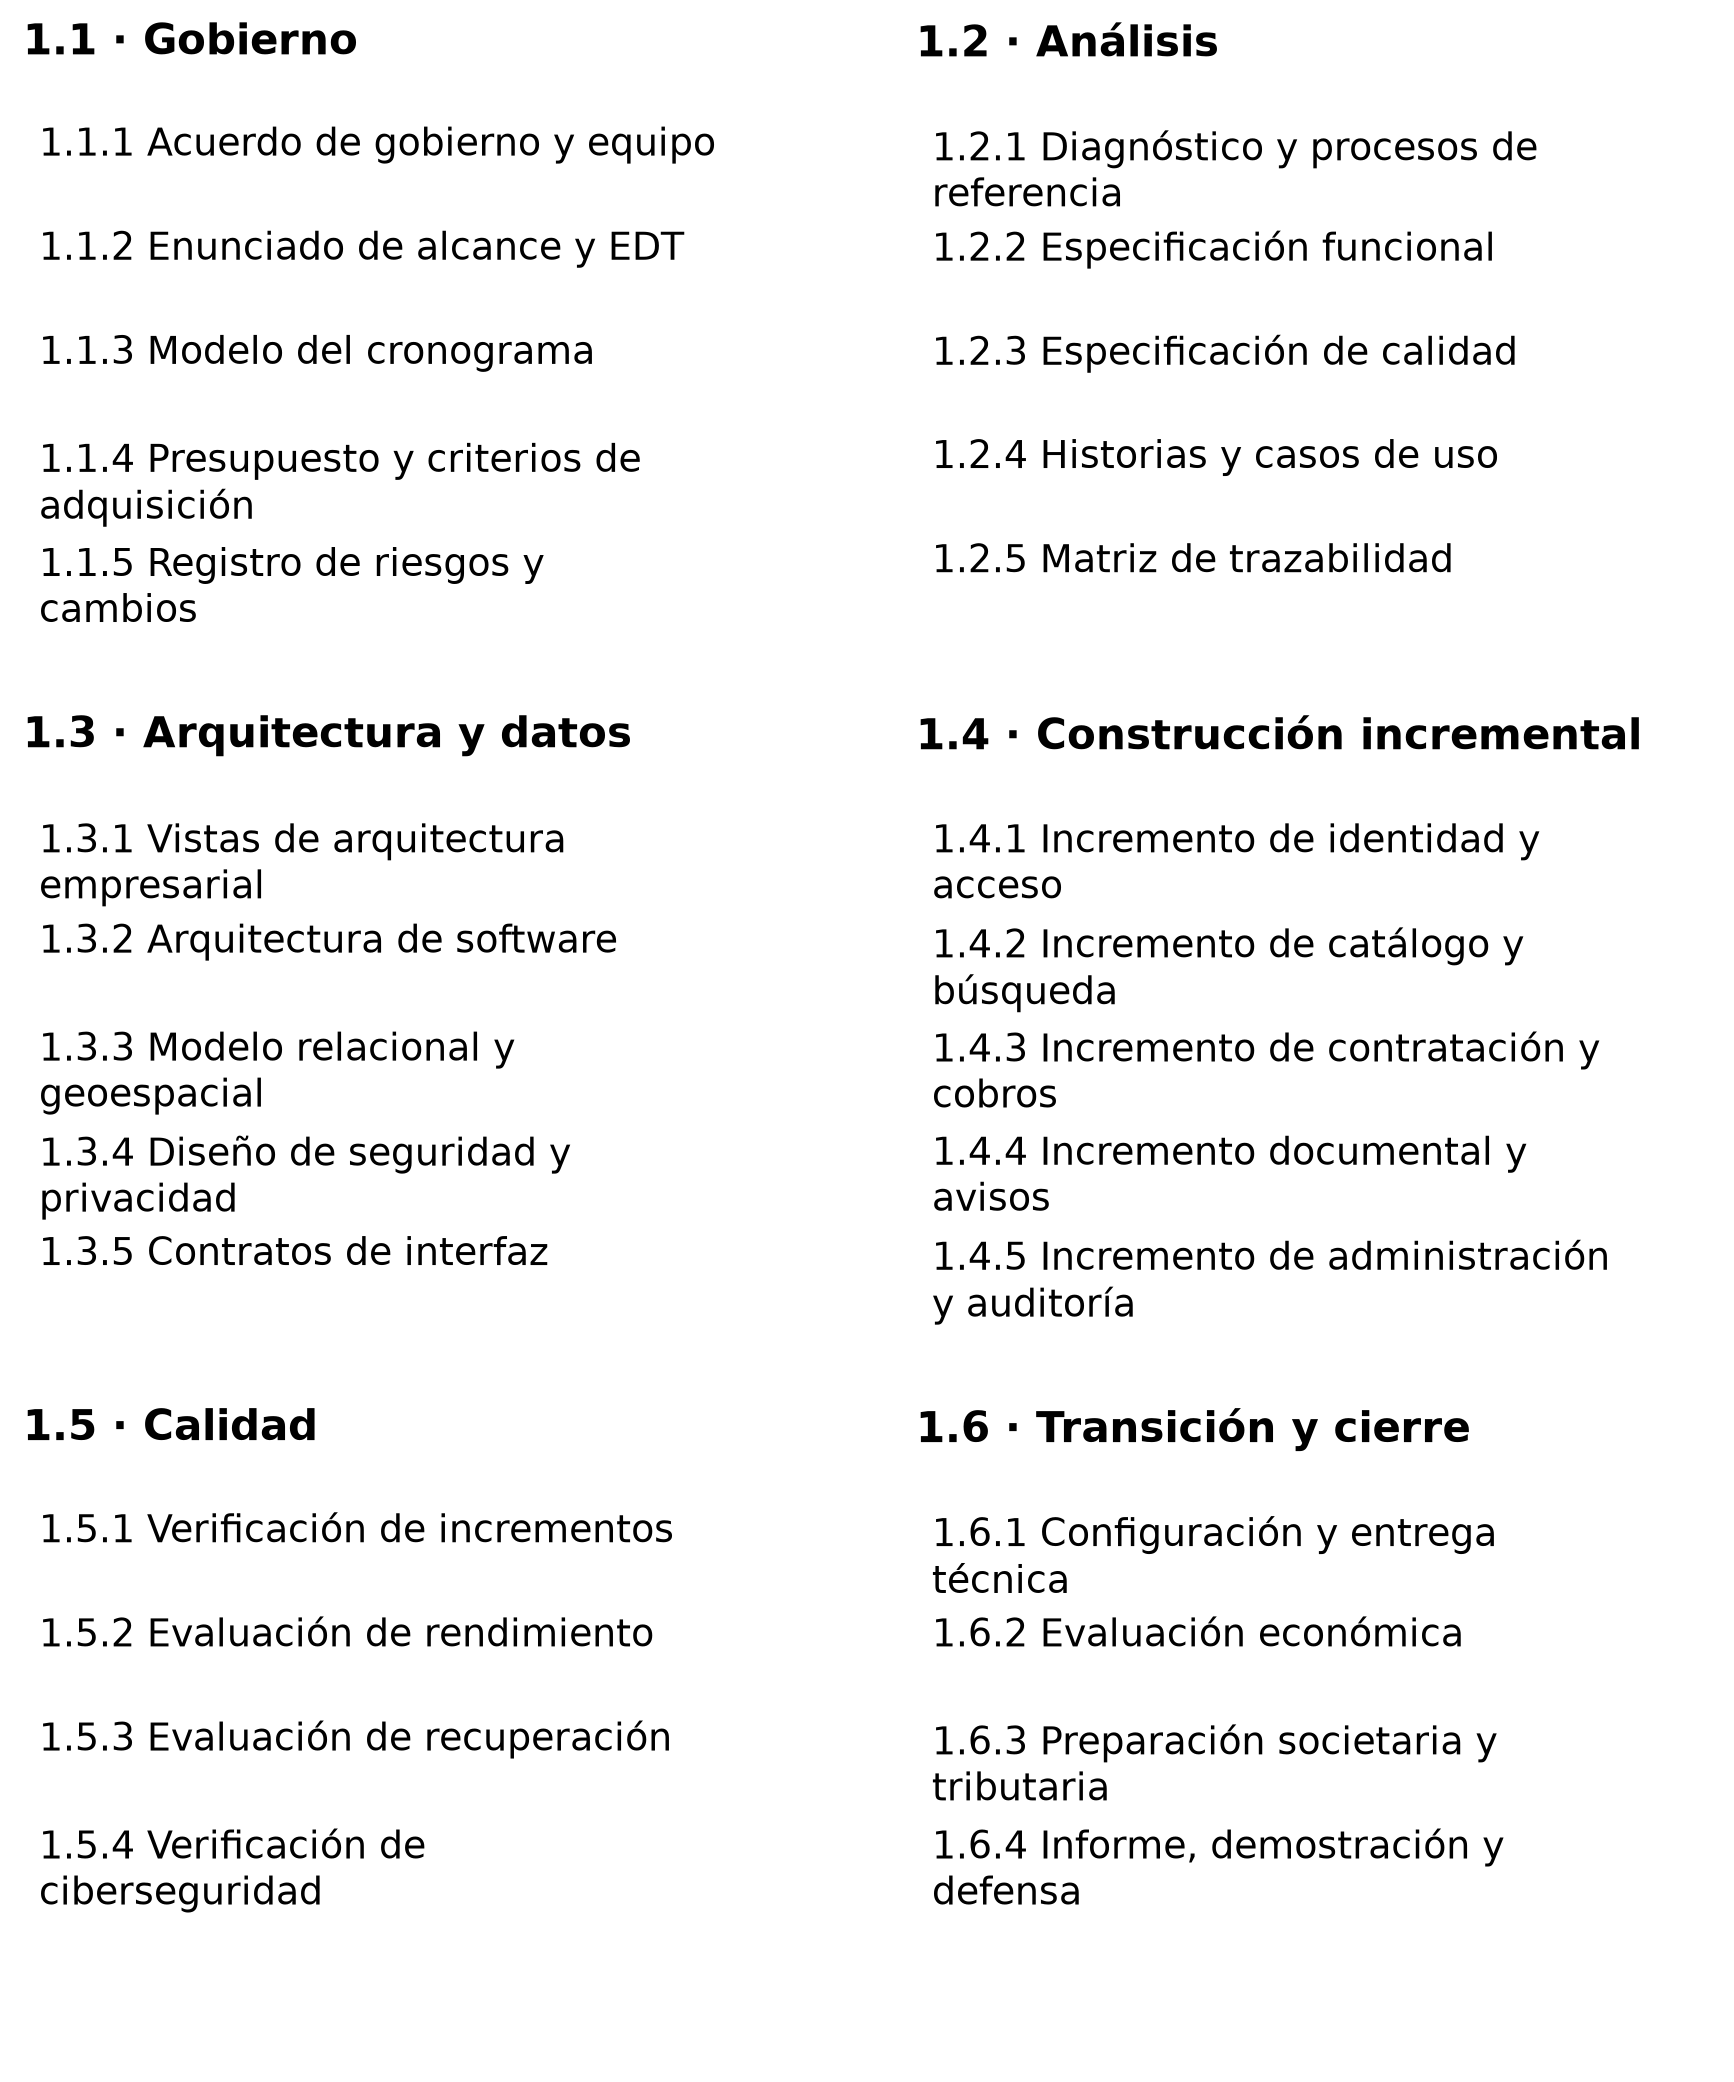 1.1 · Gobierno
1.1.1 Acuerdo de gobierno y equipo
1.1.2 Enunciado de alcance y EDT
1.1.3 Modelo del cronograma
1.1.4 Presupuesto y criterios de
adquisición
1.1.5 Registro de riesgos y
cambios
1.2 · Análisis
1.2.1 Diagnóstico y procesos de
referencia
1.2.2 Especificación funcional
1.2.3 Especificación de calidad
1.2.4 Historias y casos de uso
1.2.5 Matriz de trazabilidad
1.3 · Arquitectura y datos
1.3.1 Vistas de arquitectura
empresarial
1.3.2 Arquitectura de software
1.3.3 Modelo relacional y
geoespacial
1.3.4 Diseño de seguridad y
privacidad
1.3.5 Contratos de interfaz
1.4 · Construcción incremental
1.4.1 Incremento de identidad y
acceso
1.4.2 Incremento de catálogo y
búsqueda
1.4.3 Incremento de contratación y
cobros
1.4.4 Incremento documental y
avisos
1.4.5 Incremento de administración
y auditoría
1.5 · Calidad
1.5.1 Verificación de incrementos
1.5.2 Evaluación de rendimiento
1.5.3 Evaluación de recuperación
1.5.4 Verificación de
ciberseguridad
1.6 · Transición y cierre
1.6.1 Configuración y entrega
técnica
1.6.2 Evaluación económica
1.6.3 Preparación societaria y
tributaria
1.6.4 Informe, demostración y
defensa